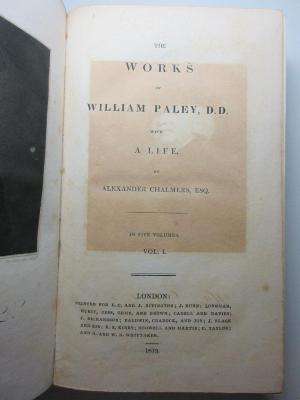 THE
WORKS
OF
WILLIAM PALEY, D.D.
WITH
A LIFE,
BY
ALEXANDER CHALMERS, ESQ.
IN FIVE VOLUMES.
VOL. I.
LONDON:
PRINTED FOR F. C. AND J. RIVINGTON; J. NUNN; LONGMAN,
HURST, REES, ORME, AND BROWN; CADELL AND DAVIES;
J. RICHARDSON; BALDWIN, CRADOCK, AND JOY; J. BLACK
AND SON; R. S. KIRBY; RODWELL AND MARTIN; C. TAYLOR;
AND G. AND W. B. WHITTAKER.
1819.